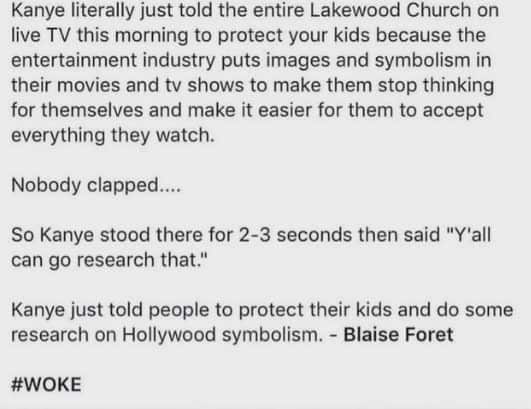 Kanye literally just told the entire Lakewood Church on
live TV this morning to protect your kids because the
entertainment industry puts images and symbolism in
their movies and tv shows to make them stop thinking
for themselves and make it easier for them to accept
everything they watch.
Nobody clapped....
So Kanye stood there for 2-3 seconds then said "Y'all
can go research that."
Kanye just told people to protect their kids and do some
research on Hollywood symbolism. - Blaise Foret
#WOKE